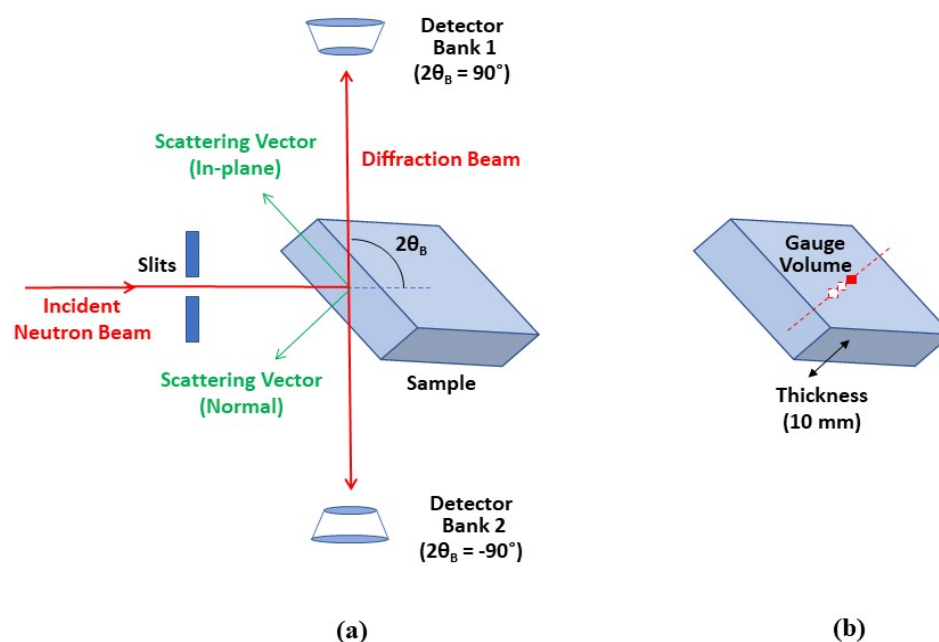 Detector
Bank 1
(2θB = 90˚)
Scattering Vector
(In-plane)
Diffraction Beam
2θB
Slits
Incident
Neutron Beam
Scattering Vector
(Normal)
Sample
Detector
Bank 2
(2θB = -90˚)
(a)
Gauge
Volume
Thickness
(10 mm)
(b)